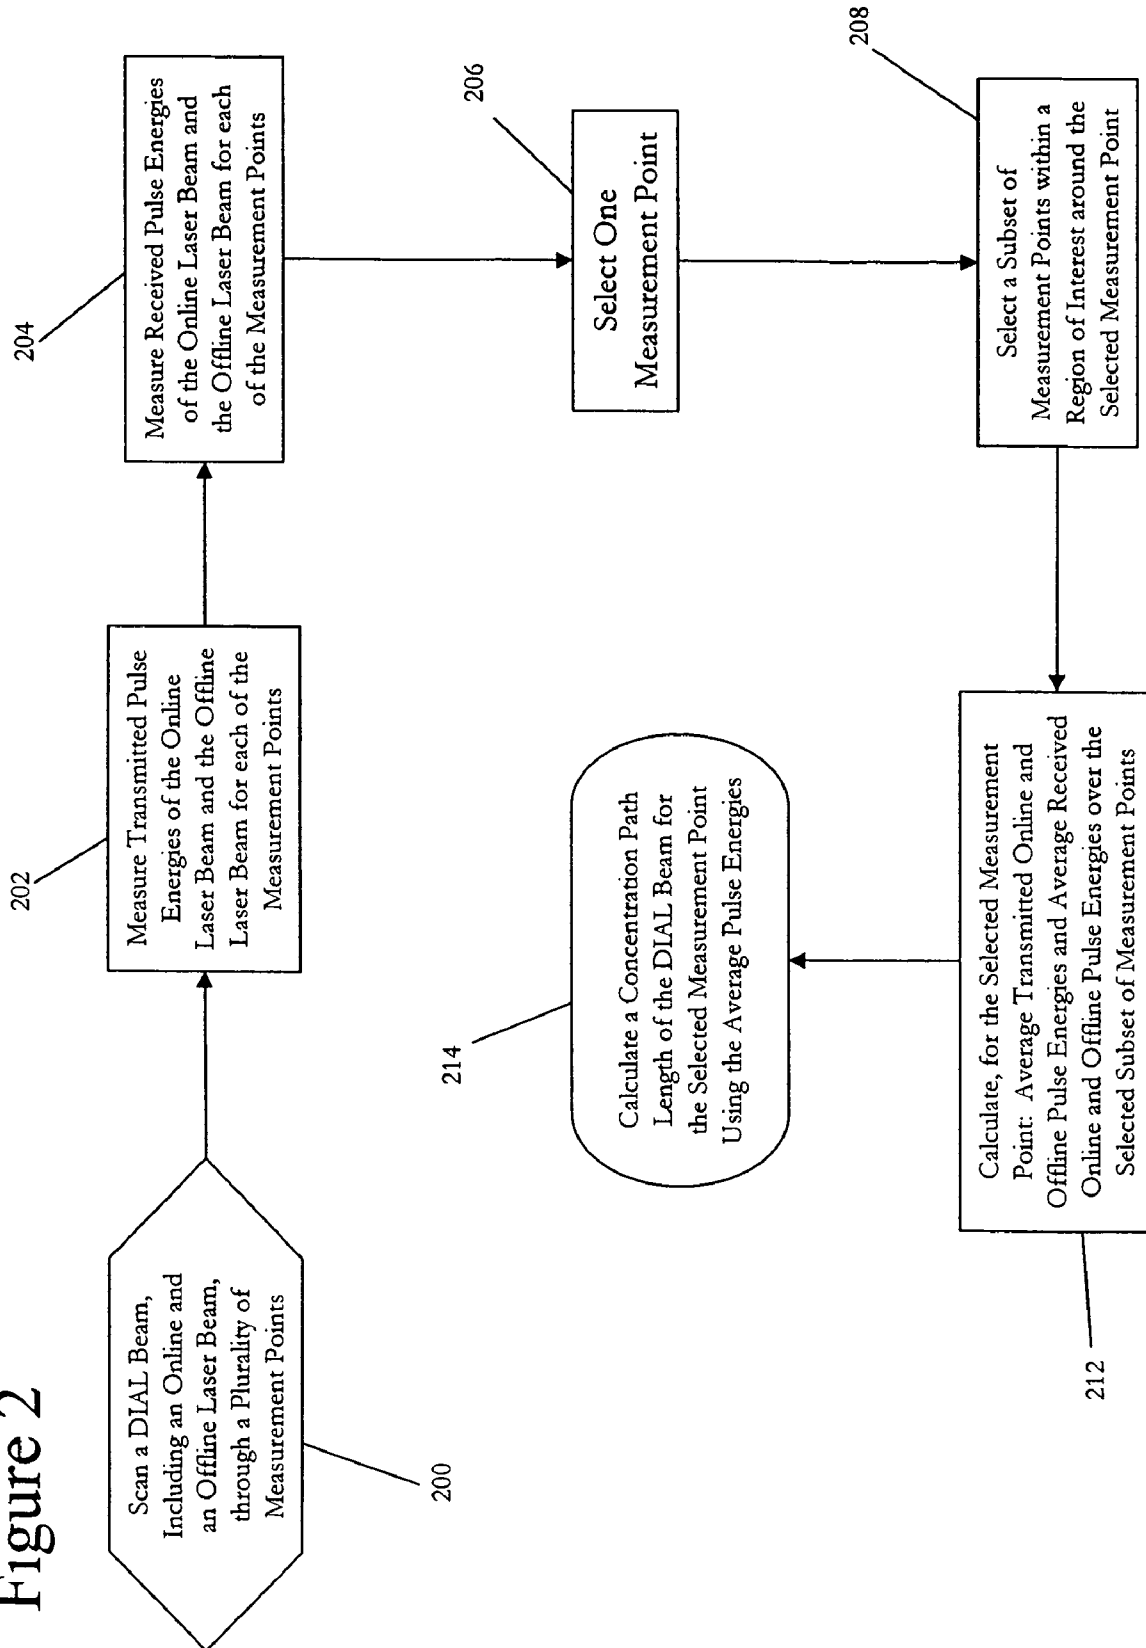 Figure 2
200
Scan a DIAL Beam,
Including an Online and
an Offline Laser Beam,
through a Plurality of
Measurement Points
202
Measure Transmitted Pulse
Energies of the Online
Laser Beam and the Offline
Laser Beam for each of the
Measurement Points
204
Measure Received Pulse Energies
of the Online Laser Beam and
the Offline Laser Beam for each
of the Measurement Points
206
Select One
Measurement Point
208
Select a Subset of
Measurement Points within a
Region of Interest around the
Selected Measurement Point
212
Calculate, for the Selected Measurement
Point: Average Transmitted Online and
Offline Pulse Energies and Average Received
Online and Offline Pulse Energies over the
Selected Subset of Measurement Points
214
Calculate a Concentration Path
Length of the DIAL Beam for
the Selected Measurement Point
Using the Average Pulse Energies